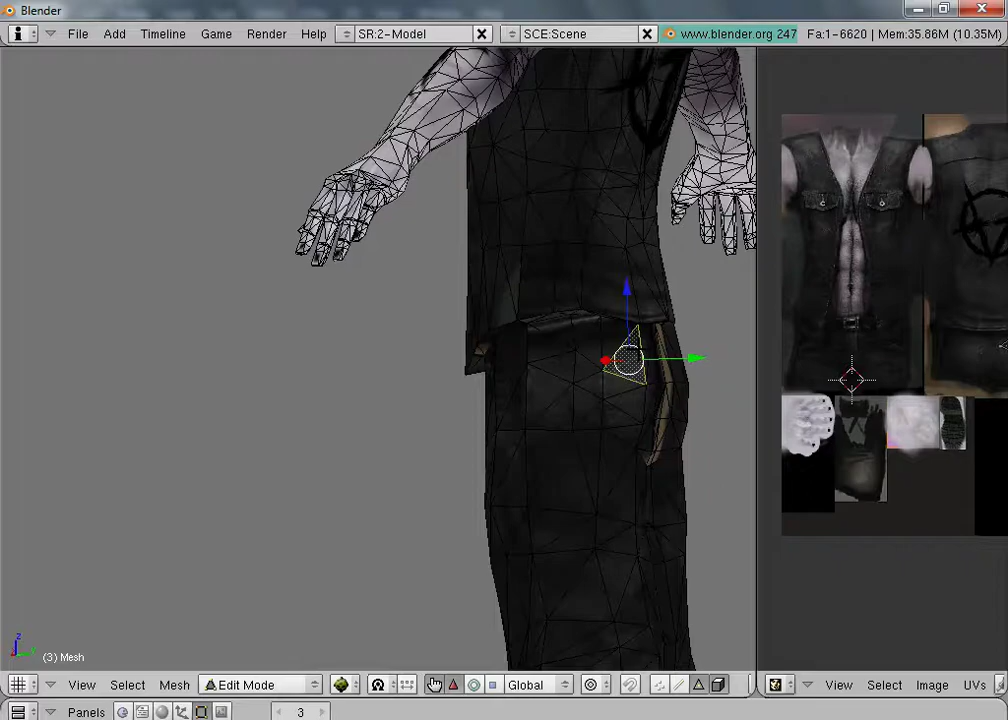 Blender
File Add Timeline Game Render Help SR:2-Model SCE:Scene www.blender.org 247 Fa:1-6620 | Mem:35.86M (10.35M)
z
(3) Mesh
View Select Mesh Edit Mode Global View Select Image UVs
Panels 3